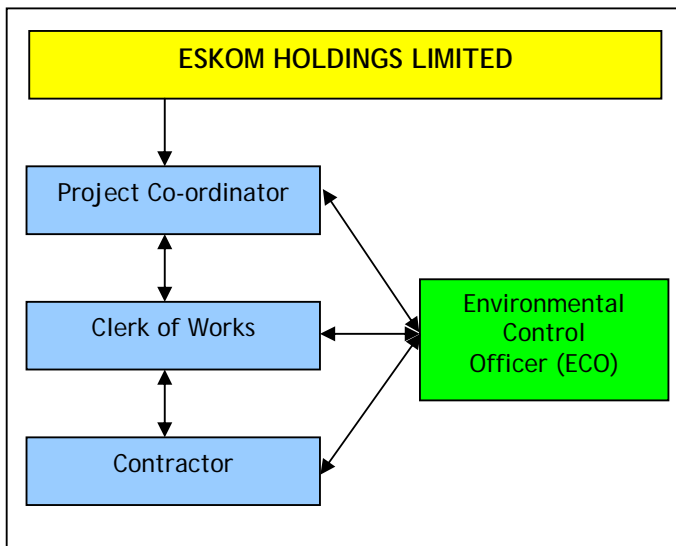 ESKOM HOLDINGS LIMITED
Project Co-ordinator
Clerk of Works
Environmental
Control
Officer (ECO)
Contractor